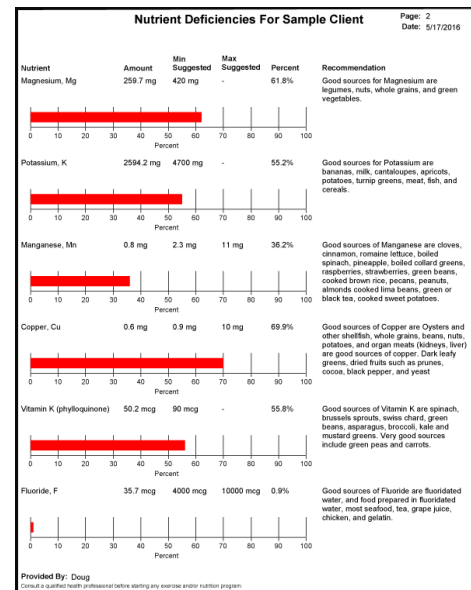 Nutrient Deficiencies For Sample Client
Page: 2
Date: 5/17/2016
Nutrient Amount Min Suggested Max Suggested Percent Recommendation
Magnesium, Mg 259.7 mg 420 mg - 61.8% Good sources for Magnesium are
legumes, nuts, whole grains, and green
vegetables.
0 10 20 30 40 50 60 70 80 90 100
Percent
Potassium, K 2594.2 mg 4700 mg - 55.2% Good sources for Potassium are
bananas, milk, cantaloupes, apricots,
potatoes, turnip greens, meat, fish, and
cereals.
0 10 20 30 40 50 60 70 80 90 100
Percent
Manganese, Mn 0.8 mg 2.3 mg 11 mg 36.2% Good sources of Manganese are cloves,
cinnamon, romaine lettuce, boiled
spinach, pineapple, boiled collard greens,
raspberries, strawberries, green beans,
cooked brown rice, pecans, peanuts,
almonds cooked lima beans, green or
black tea, cooked sweet potatoes.
0 10 20 30 40 50 60 70 80 90 100
Percent
Copper, Cu 0.6 mg 0.9 mg 10 mg 69.9% Good sources of Copper are Oysters and
other shellfish, whole grains, beans, nuts,
potatoes, and organ meats (kidneys, liver)
are good sources of copper. Dark leafy
greens, dried fruits such as prunes,
cocoa, black pepper, and yeast
0 10 20 30 40 50 60 70 80 90 100
Percent
Vitamin K (phylloquinone) 50.2 mcg 90 mcg - 55.8% Good sources of Vitamin K are spinach,
brussels sprouts, swiss chard, green
beans, asparagus, broccoli, kale and
mustard greens. Very good sources
include green peas and carrots.
0 10 20 30 40 50 60 70 80 90 100
Percent
Fluoride, F 35.7 mcg 4000 mcg 10000 mcg 0.9% Good sources of Fluoride are fluoridated
water, and food prepared in fluoridated
water, most seafood, tea, grape juice,
chicken, and gelatin.
0 10 20 30 40 50 60 70 80 90 100
Percent
Provided By: Doug
Consult a qualified health professional before starting any exercise and/or nutrition program